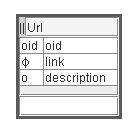 || Url
oid oid
φ link
o description